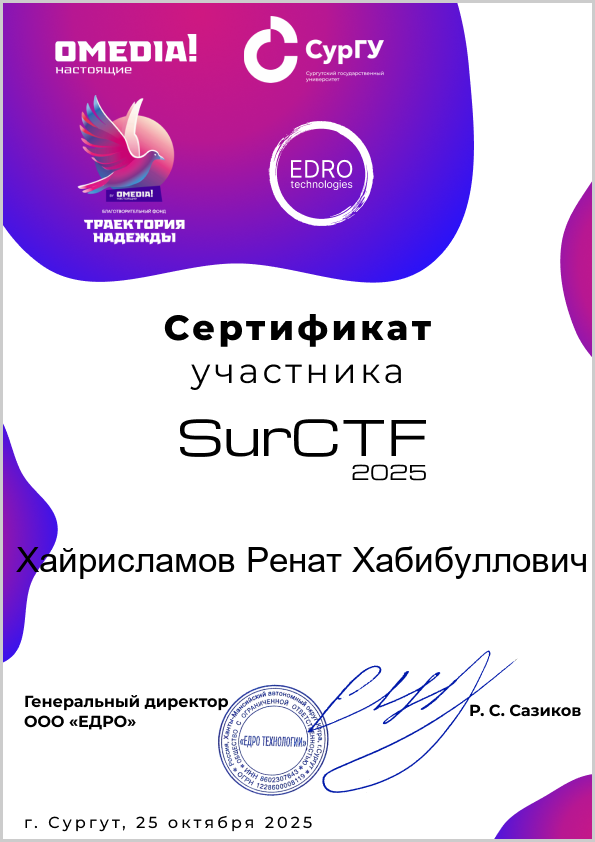 OMEDIA!
настоящие
СурГУ
Сургутский государственный
университет
OMEDIA!
БЛАГОТВОРИТЕЛЬНЫЙ ФОНД
ТРАЕКТОРИЯ
НАДЕЖДЫ
EDRO
technologies
Сертификат
участника
SurCTF
2025
Хайрисламов Ренат Хабибуллович
Генеральный директор
ООО «ЕДРО»
«ЕДРО ТЕХНОЛОГИИ»
Р. С. Сазиков
г. Сургут, 25 октября 2025